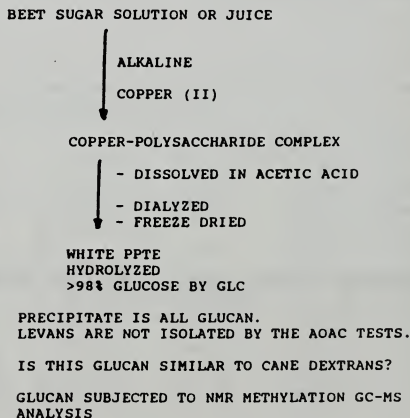 BEET SUGAR SOLUTION OR JUICE
ALKALINE
COPPER (II)
COPPER-POLYSACCHARIDE COMPLEX
- DISSOLVED IN ACETIC ACID
- DIALYZED
- FREEZE DRIED
WHITE PPTE
HYDROLYZED
>98% GLUCOSE BY GLC
PRECIPITATE IS ALL GLUCAN.
LEVANS ARE NOT ISOLATED BY THE AOAC TESTS.
IS THIS GLUCAN SIMILAR TO CANE DEXTRANS?
GLUCAN SUBJECTED TO NMR METHYLATION GC-MS
ANALYSIS